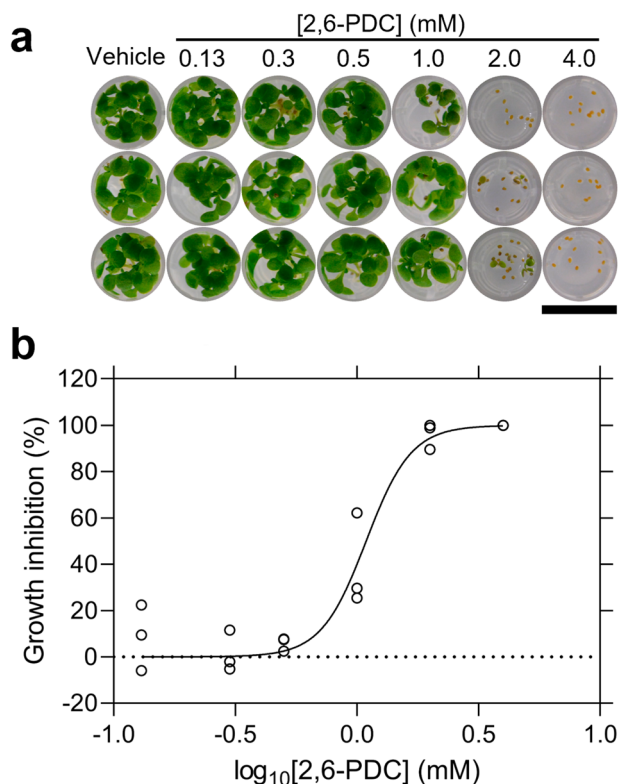 a
[2,6-PDC] (mM)
Vehicle 0.13 0.3 0.5 1.0 2.0 4.0
b
120
100
80
60
40
20
0
-20
Growth inhibition (%)
-1.0 -0.5 0.0 0.5 1.0
log10[2,6-PDC] (mM)